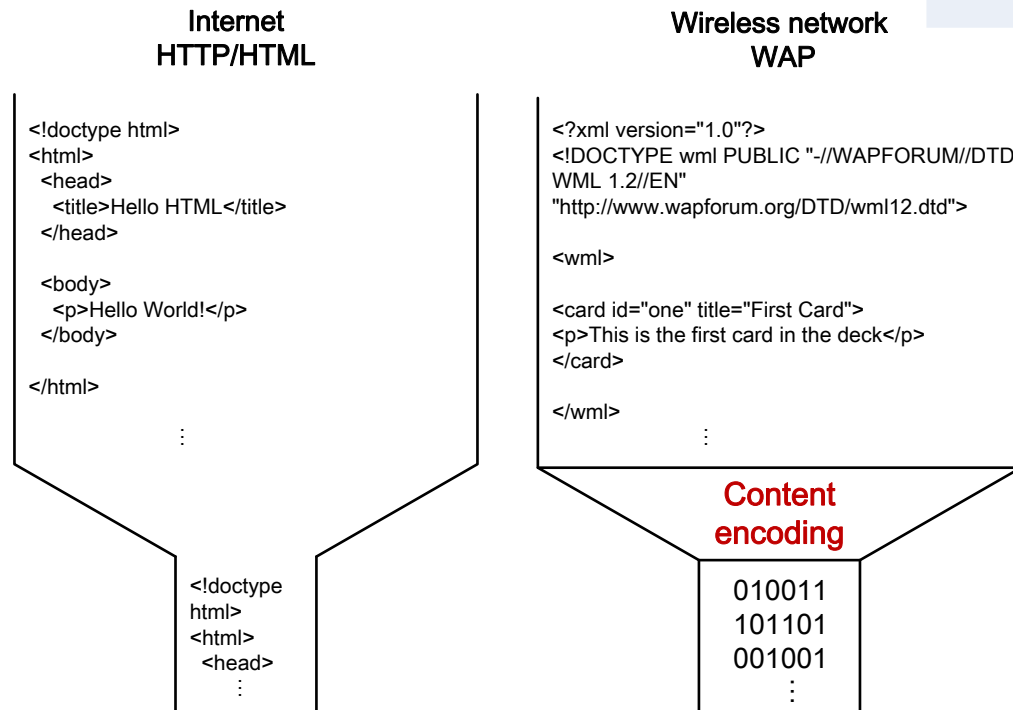 Internet
HTTP/HTML
<!doctype html>
<html>
<head>
<title>Hello HTML</title>
</head>
<body>
<p>Hello World!</p>
</body>
</html>
⋮
<!doctype
html>
<html>
<head>
⋮
Wireless network
WAP
<?xml version="1.0"?>
<!DOCTYPE wml PUBLIC "-//WAPFORUM//DTD
WML 1.2//EN"
"http://www.wapforum.org/DTD/wml12.dtd">
<wml>
<card id="one" title="First Card">
<p>This is the first card in the deck</p>
</card>
</wml>
⋮
Content
encoding
010011
101101
001001
⋮